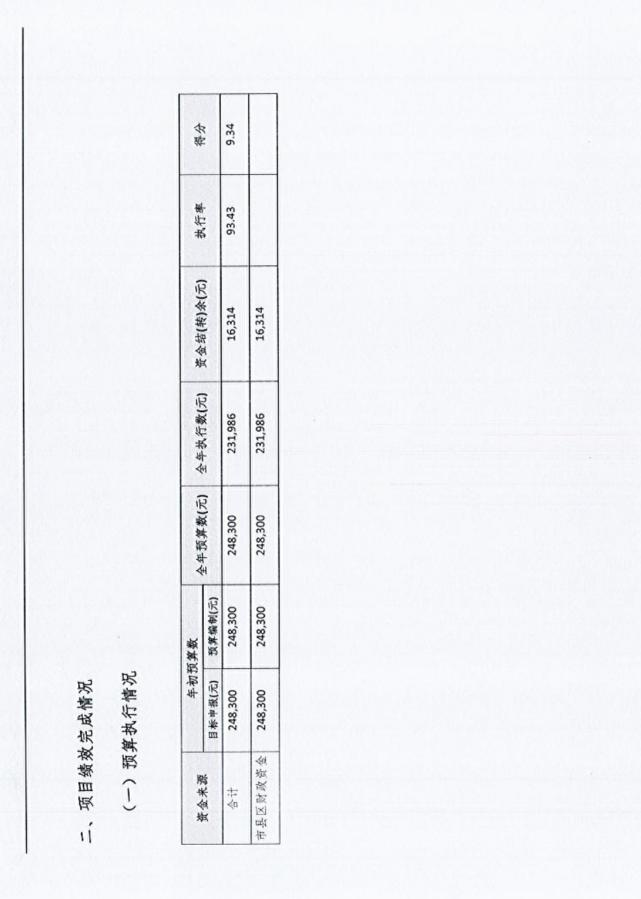 二、项目绩效完成情况
（一）预算执行情况
资金来源 年初预算数 全年预算数(元) 全年执行数(元) 资金结(转)余(元) 执行率 得分
目标申报(元) 预算编制(元)
合计 248,300 248,300 248,300 231,986 16,314 93.43 9.34
市县区财政资金 248,300 248,300 248,300 231,986 16,314